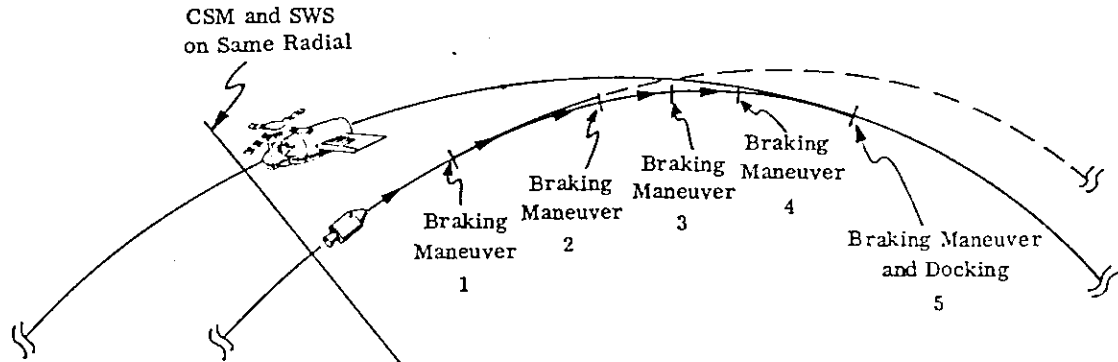 CSM and SWS
on Same Radial
Braking
Maneuver
1
Braking
Maneuver
2
Braking
Maneuver
3
Braking
Maneuver
4
Braking Maneuver
and Docking
5